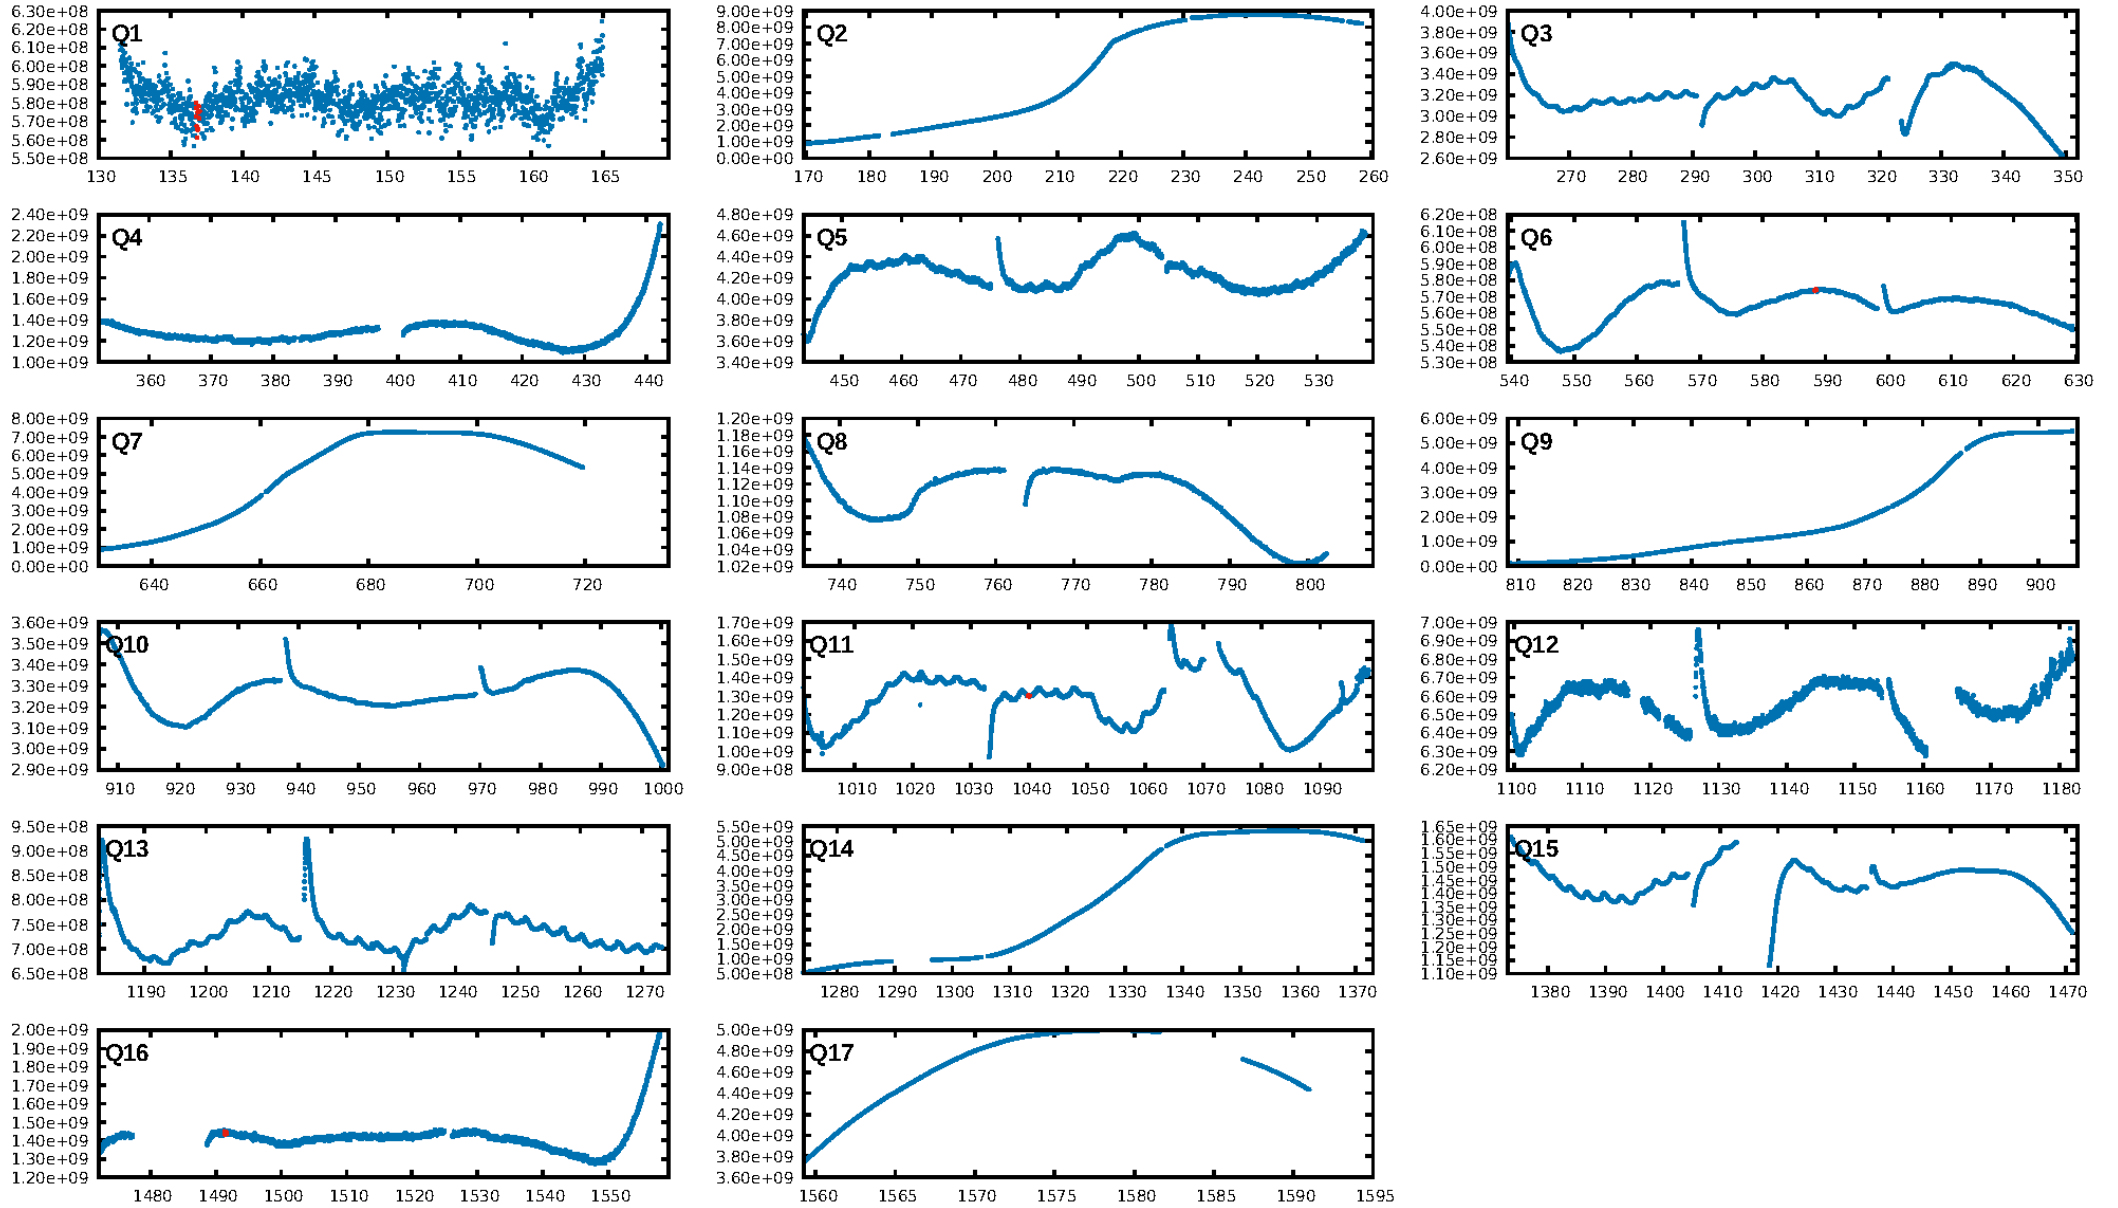 Q1
6.30e+08
6.20e+08
6.10e+08
6.00e+08
5.90e+08
5.80e+08
5.70e+08
5.60e+08
5.50e+08
130 135 140 145 150 155 160 165
Q2
9.00e+09
8.00e+09
7.00e+09
6.00e+09
5.00e+09
4.00e+09
3.00e+09
2.00e+09
1.00e+09
0.00e+00
170 180 190 200 210 220 230 240 250 260
Q3
4.00e+09
3.80e+09
3.60e+09
3.40e+09
3.20e+09
3.00e+09
2.80e+09
2.60e+09
270 280 290 300 310 320 330 340 350
Q4
2.40e+09
2.20e+09
2.00e+09
1.80e+09
1.60e+09
1.40e+09
1.20e+09
1.00e+09
360 370 380 390 400 410 420 430 440
Q5
4.80e+09
4.60e+09
4.40e+09
4.20e+09
4.00e+09
3.80e+09
3.60e+09
3.40e+09
450 460 470 480 490 500 510 520 530
Q6
6.20e+08
6.10e+08
6.00e+08
5.90e+08
5.80e+08
5.70e+08
5.60e+08
5.50e+08
5.40e+08
5.30e+08
540 550 560 570 580 590 600 610 620 630
Q7
8.00e+09
7.00e+09
6.00e+09
5.00e+09
4.00e+09
3.00e+09
2.00e+09
1.00e+09
0.00e+00
640 660 680 700 720
Q8
1.20e+09
1.18e+09
1.16e+09
1.14e+09
1.12e+09
1.10e+09
1.08e+09
1.06e+09
1.04e+09
1.02e+09
740 750 760 770 780 790 800
Q9
6.00e+09
5.00e+09
4.00e+09
3.00e+09
2.00e+09
1.00e+09
0.00e+00
810 820 830 840 850 860 870 880 890 900
Q10
3.60e+09
3.50e+09
3.40e+09
3.30e+09
3.20e+09
3.10e+09
3.00e+09
2.90e+09
910 920 930 940 950 960 970 980 990 1000
Q11
1.70e+09
1.60e+09
1.50e+09
1.40e+09
1.30e+09
1.20e+09
1.10e+09
1.00e+09
9.00e+08
1010 1020 1030 1040 1050 1060 1070 1080 1090
Q12
7.00e+09
6.90e+09
6.80e+09
6.70e+09
6.60e+09
6.50e+09
6.40e+09
6.30e+09
6.20e+09
1100 1110 1120 1130 1140 1150 1160 1170 1180
Q13
9.50e+08
9.00e+08
8.50e+08
8.00e+08
7.50e+08
7.00e+08
6.50e+08
1190 1200 1210 1220 1230 1240 1250 1260 1270
Q14
5.50e+09
5.00e+09
4.50e+09
4.00e+09
3.50e+09
3.00e+09
2.50e+09
2.00e+09
1.50e+09
1.00e+09
5.00e+08
1280 1290 1300 1310 1320 1330 1340 1350 1360 1370
Q15
1.65e+09
1.60e+09
1.55e+09
1.50e+09
1.45e+09
1.40e+09
1.35e+09
1.30e+09
1.25e+09
1.20e+09
1.15e+09
1.10e+09
1380 1390 1400 1410 1420 1430 1440 1450 1460 1470
Q16
2.00e+09
1.90e+09
1.80e+09
1.70e+09
1.60e+09
1.50e+09
1.40e+09
1.30e+09
1.20e+09
1480 1490 1500 1510 1520 1530 1540 1550
Q17
5.00e+09
4.80e+09
4.60e+09
4.40e+09
4.20e+09
4.00e+09
3.80e+09
3.60e+09
1560 1565 1570 1575 1580 1585 1590 1595